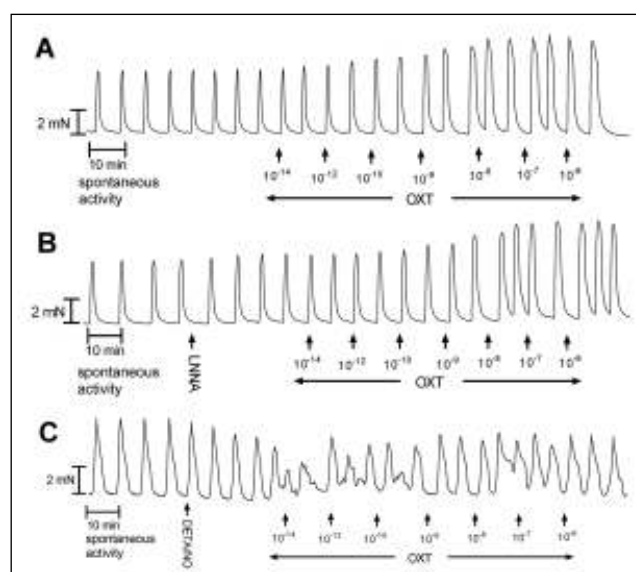 A
2 mN
10 min
spontaneous
activity
10-14 10-12 10-10 10-9 10-8 10-7 10-6
OXT
B
2 mN
10 min
spontaneous
activity
LNNA
10-14 10-12 10-10 10-9 10-8 10-7 10-6
OXT
C
2 mN
10 min
spontaneous
activity
DETA/NO
10-14 10-12 10-10 10-9 10-8 10-7
OXT